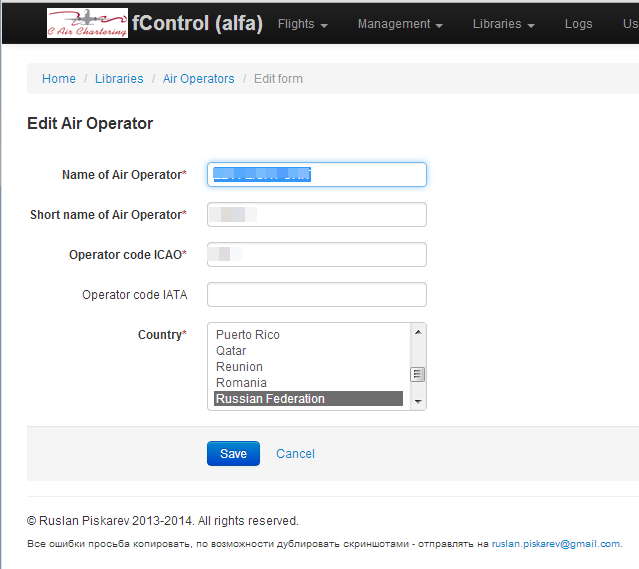 C Air Chartering fControl (alfa) Flights Management Libraries Logs Us
Home / Libraries / Air Operators / Edit form
Edit Air Operator
Name of Air Operator*
Short name of Air Operator*
Operator code ICAO*
Operator code IATA
Country*
Puerto Rico
Qatar
Reunion
Romania
Russian Federation
Save Cancel
© Ruslan Piskarev 2013-2014. All rights reserved.
Все ошибки просьба копировать, по возможности дублировать скриншотами - отправлять на ruslan.piskarev@gmail.com.